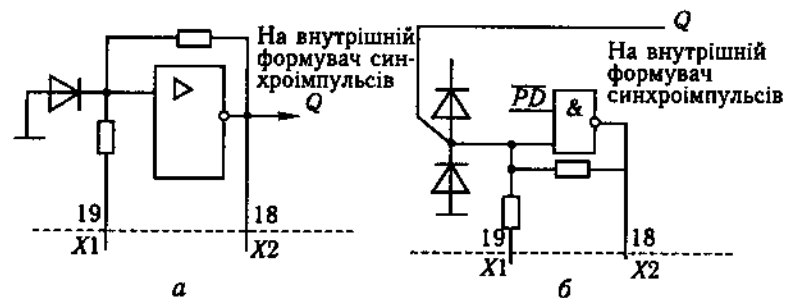 На внутрішній
формувач син-
хроімпульсів
Q
19
18
X1
X2
а
Q
На внутрішній
формувач
синхроімпульсів
PD
&
19
18
X1
X2
б